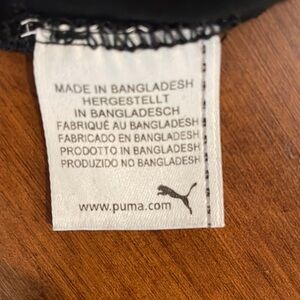 MADE IN BANGLADESH
HERGESTELLT
IN BANGLADESCH
FABRIQUÉ AU BANGLADESH
FABRICADO EN BANGLADESH
PRODOTTO IN BANGLADESH
PRODUZIDO NO BANGLADESH
www.puma.com